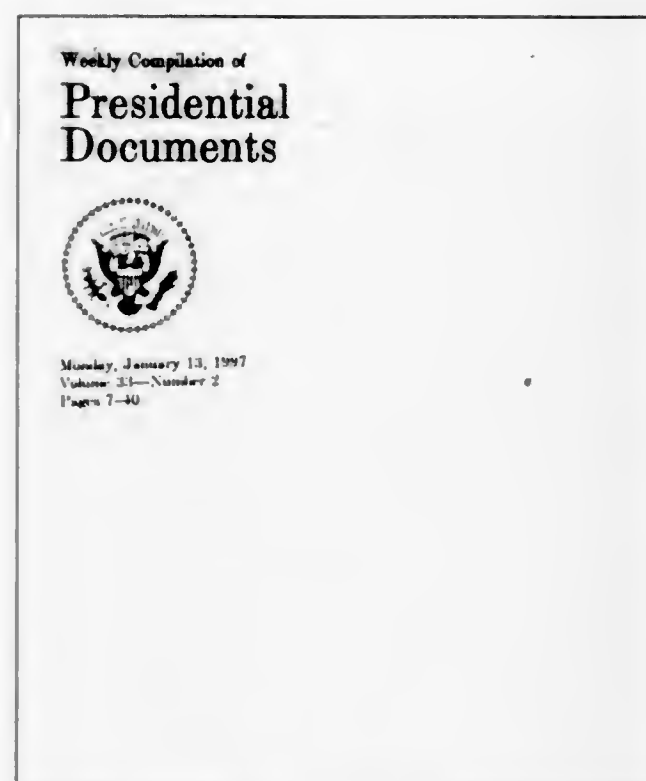 Weekly Compilation of
Presidential
Documents
Monday, January 13, 1997
Volume 33—Number 2
Pages 7–40